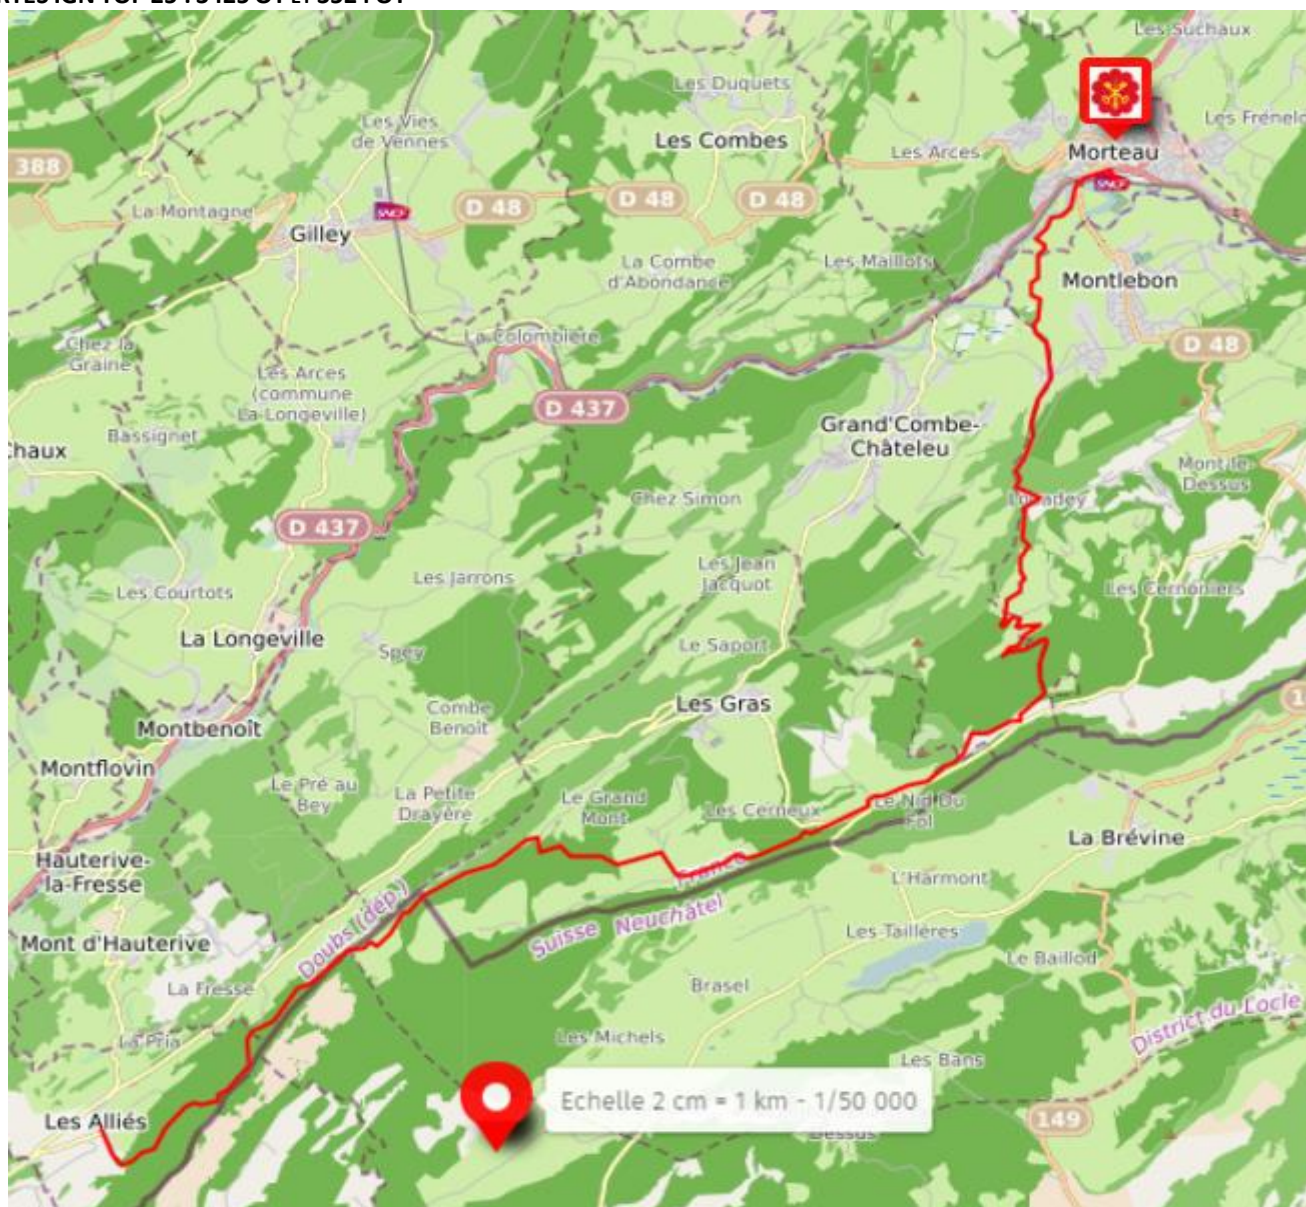 Les Suchaux
Les Duquets
Les Vies
de Vennes
Les Combes
Les Arces
Morteau
388
La Montagne
D 48
D 48
D 48
SNCF
SNCF
Gilley
La Combe
d'Abondance
Les Maillots
Montlebon
La Colombière
Chez la
Graine
D 48
Les Arces
(commune
La Longeville)
D 437
Grand'Combe-
Châteleu
Bassignet
chaux
Mont-le-
Dessus
Chez Simon
D 437
Les Jean
Jacquot
Les Jarrons
Les Courtots
Les Cernoniers
La Longeville
Spey
Le Saport
Les Gras
Combe
Benoît
Montbenoît
Montflovin
Le Pré au
Bey
La Petite
Drayère
Le Grand
Mont
Les Cerneux
Le Nid Du
Fol
La Brévine
Hauterive-
la-Fresse
France
L'Harmont
Doubs (dép.)
Suisse Neuchâtel
Mont d'Hauterive
Les Taillères
Le Baillod
La Fresse
Brasel
District du Locle
La Pria
Les Michels
Les Bans
Les Alliés
Echelle 2 cm = 1 km - 1/50 000
149
Dessus